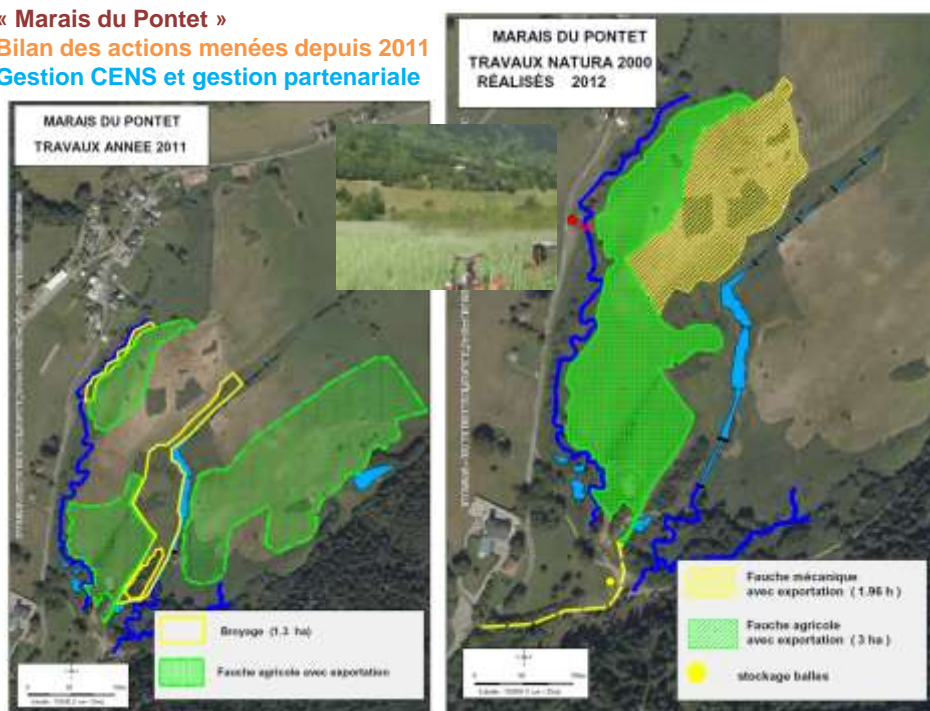 « Marais du Pontet »
Bilan des actions menées depuis 2011
Gestion CENS et gestion partenariale
MARAIS DU PONTET
TRAVAUX ANNEE 2011
Broyage (1.3 ha)
Fauche agricole avec exportation
MARAIS DU PONTET
TRAVAUX NATURA 2000
RÉALISÉS 2012
Fauche mécanique
avec exportation ( 1.96 h )
Fauche agricole
avec exportation ( 3 ha )
stockage balles